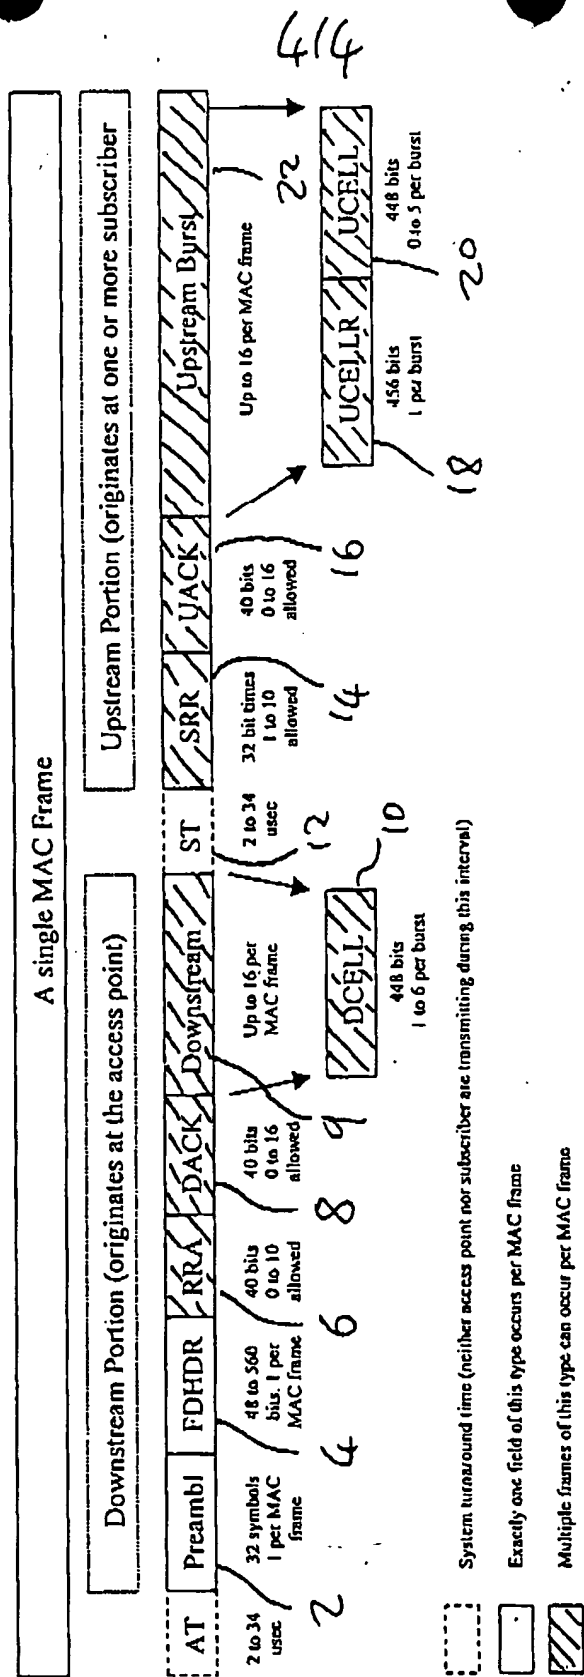 414
A single MAC Frame
Downstream Portion (originates at the access point)
Upstream Portion (originates at one or more subscriber
AT
Preambl
FDHDR
RRA
DACK
Downstream
ST
SRR
UACK
Upstream Burst
2 to 34
usec
32 symbols
1 per MAC
frame
48 to 560
bits. 1 per
MAC frame
40 bits
0 to 10
allowed
40 bits
0 to 16
allowed
Up to 16 per
MAC frame
2 to 34
usec
32 bit times
1 to 10
allowed
40 bits
0 to 16
allowed
Up to 16 per MAC frame
2
4
6
8
9
12
14
16
22
DCELL
448 bits
1 to 6 per burst
10
UCELLR
UCELL
456 bits
1 per burst
448 bits
0 to 5 per burst
18
20
System turnaround time (neither access point nor subscriber are transmitting during this interval)
Exactly one field of this type occurs per MAC frame
Multiple frames of this type can occur per MAC frame